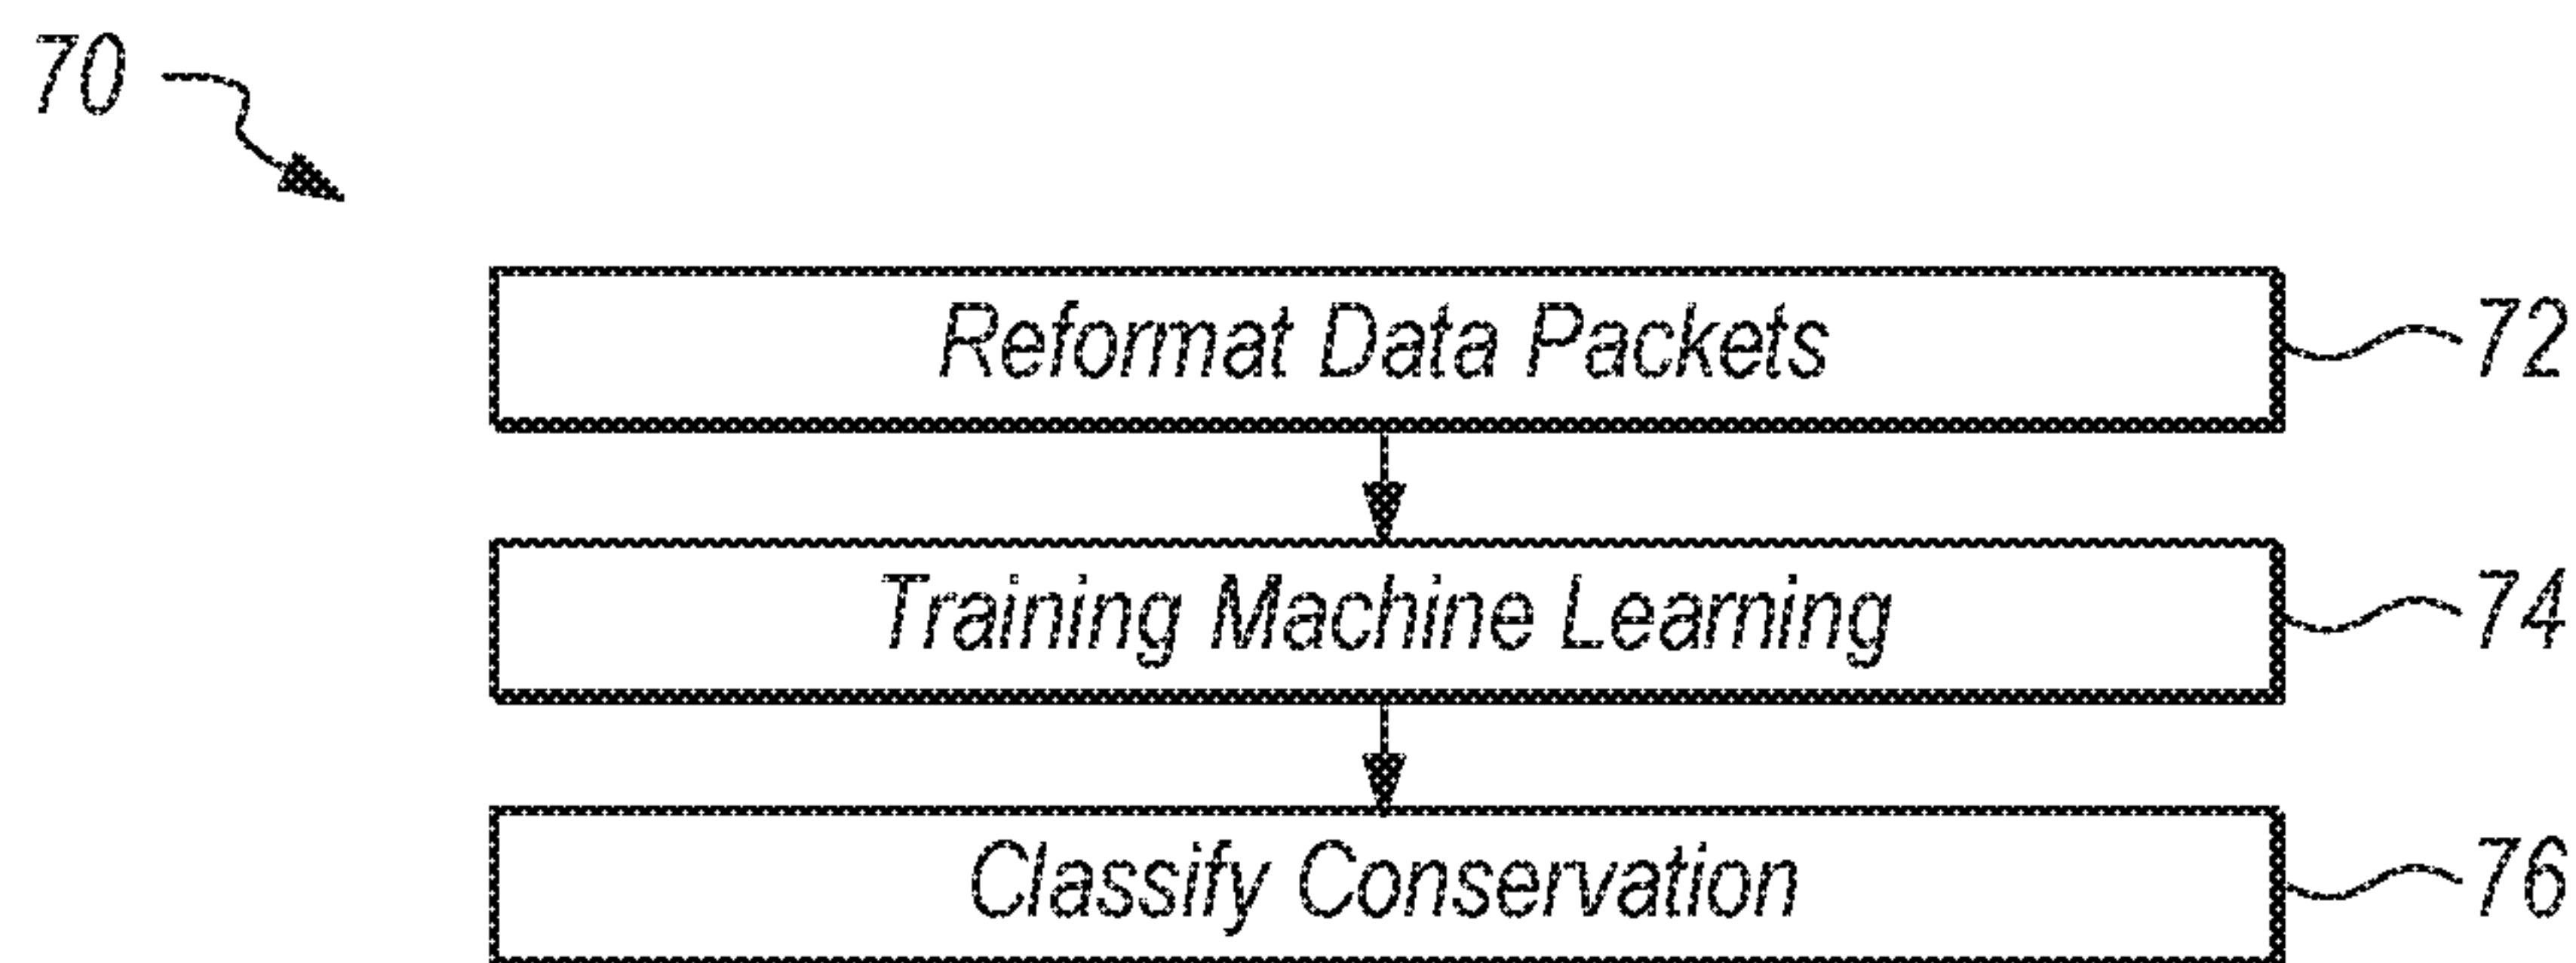 70
Reformat Data Packets 72
Training Machine Learning 74
Classify Conservation 76